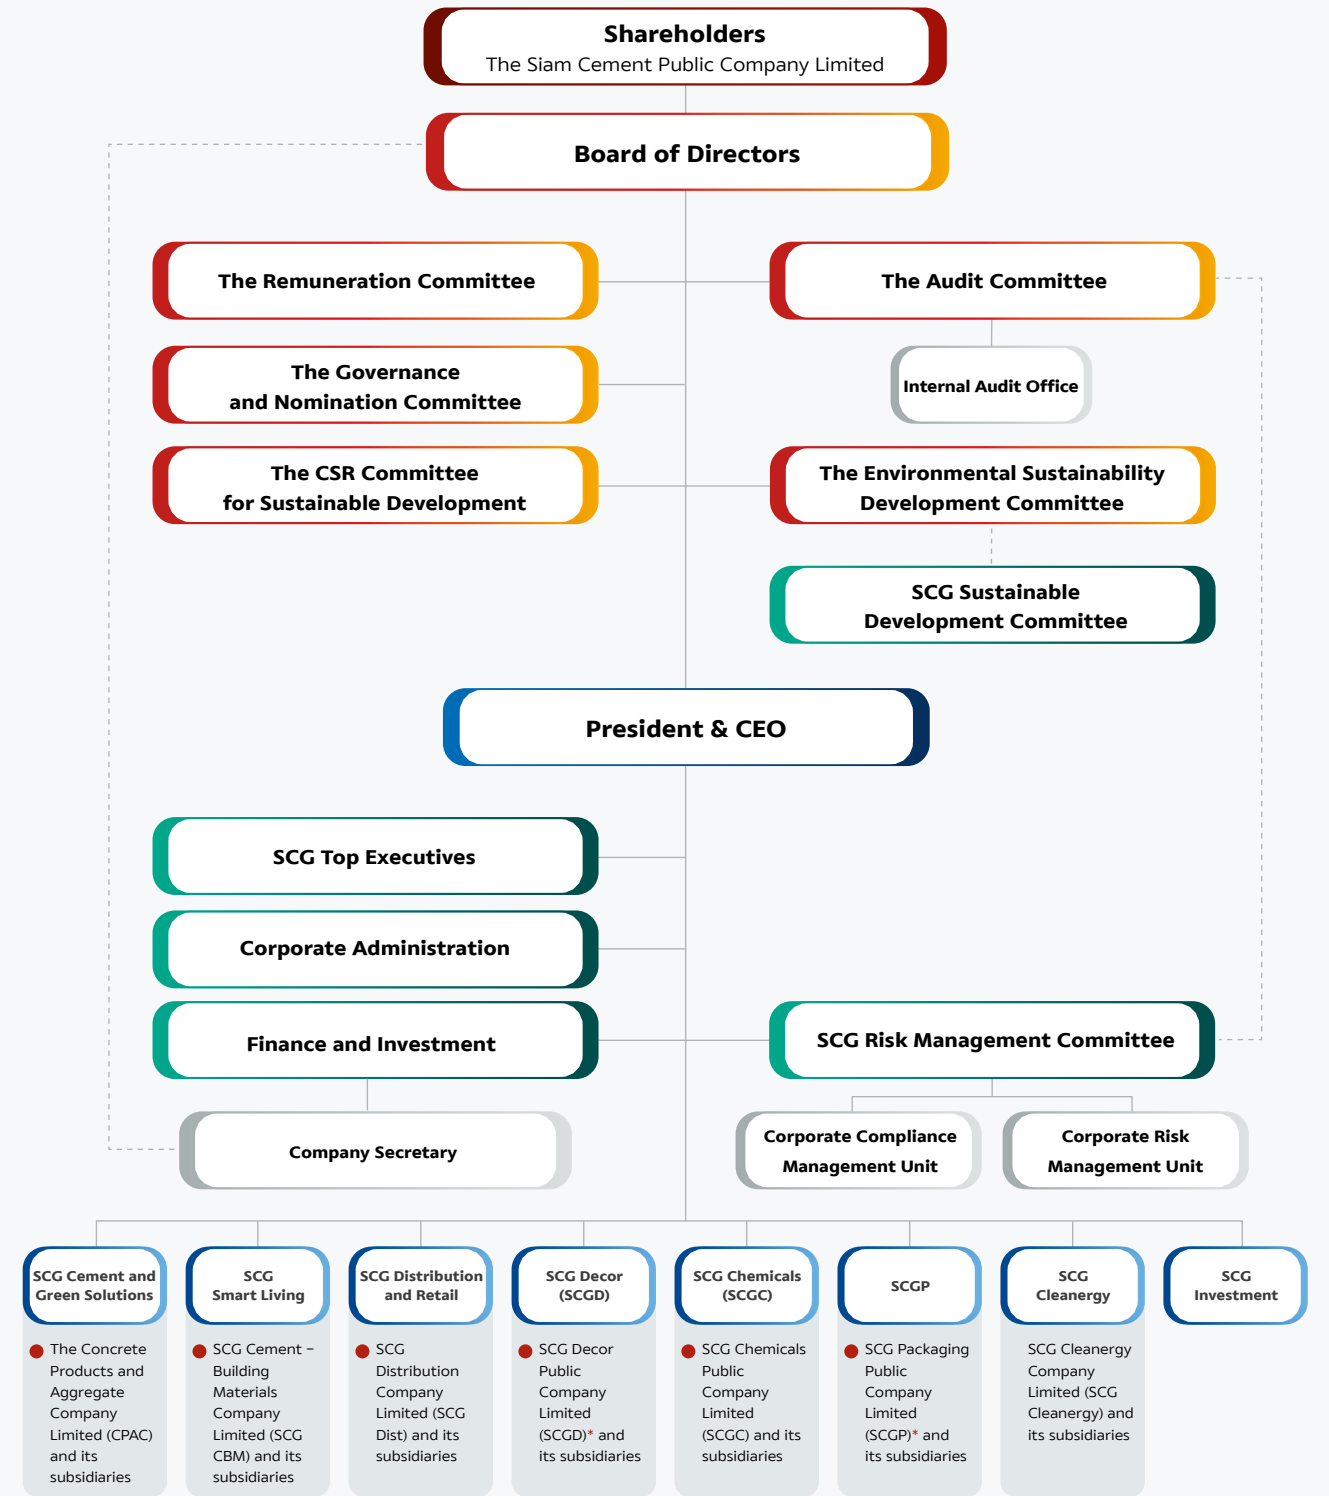 Shareholders
The Siam Cement Public Company Limited
Board of Directors
The Remuneration Committee
The Audit Committee
The Governance
and Nomination Committee
Internal Audit Office
The CSR Committee
for Sustainable Development
The Environmental Sustainability
Development Committee
SCG Sustainable
Development Committee
President & CEO
SCG Top Executives
Corporate Administration
Finance and Investment
SCG Risk Management Committee
Company Secretary
Corporate Compliance
Management Unit
Corporate Risk
Management Unit
SCG Cement and
Green Solutions
SCG
Smart Living
SCG Distribution
and Retail
SCG Decor
(SCGD)
SCG Chemicals
(SCGC)
SCGP
SCG
Cleanergy
SCG
Investment
The Concrete
Products and
Aggregate
Company
Limited (CPAC)
and its
subsidiaries
SCG Cement –
Building
Materials
Company
Limited (SCG
CBM) and its
subsidiaries
SCG
Distribution
Company
Limited (SCG
Dist) and its
subsidiaries
SCG Decor
Public
Company
Limited
(SCGD)* and
its subsidiaries
SCG Chemicals
Public
Company
Limited
(SCGC) and its
subsidiaries
SCG Packaging
Public
Company
Limited
(SCGP)* and
its subsidiaries
SCG Cleanergy
Company
Limited (SCG
Cleanergy) and
its subsidiaries